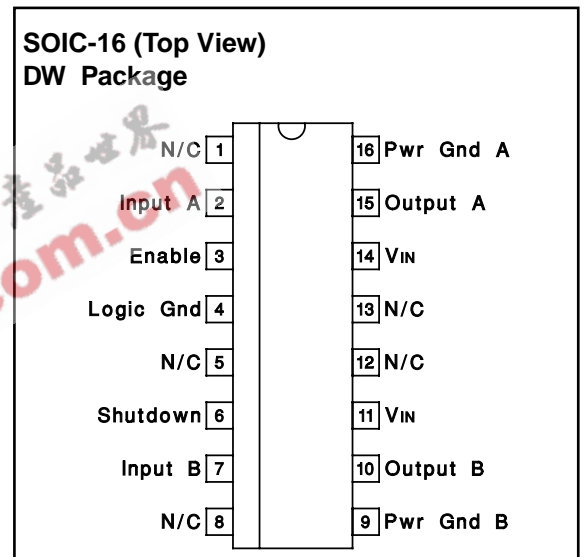 SOIC-16 (Top View)
DW Package
N/C 1
Input A 2
Enable 3
Logic Gnd 4
N/C 5
Shutdown 6
Input B 7
N/C 8
16 Pwr Gnd A
15 Output A
14 VIN
13 N/C
12 N/C
11 VIN
10 Output B
9 Pwr Gnd B
om.cn